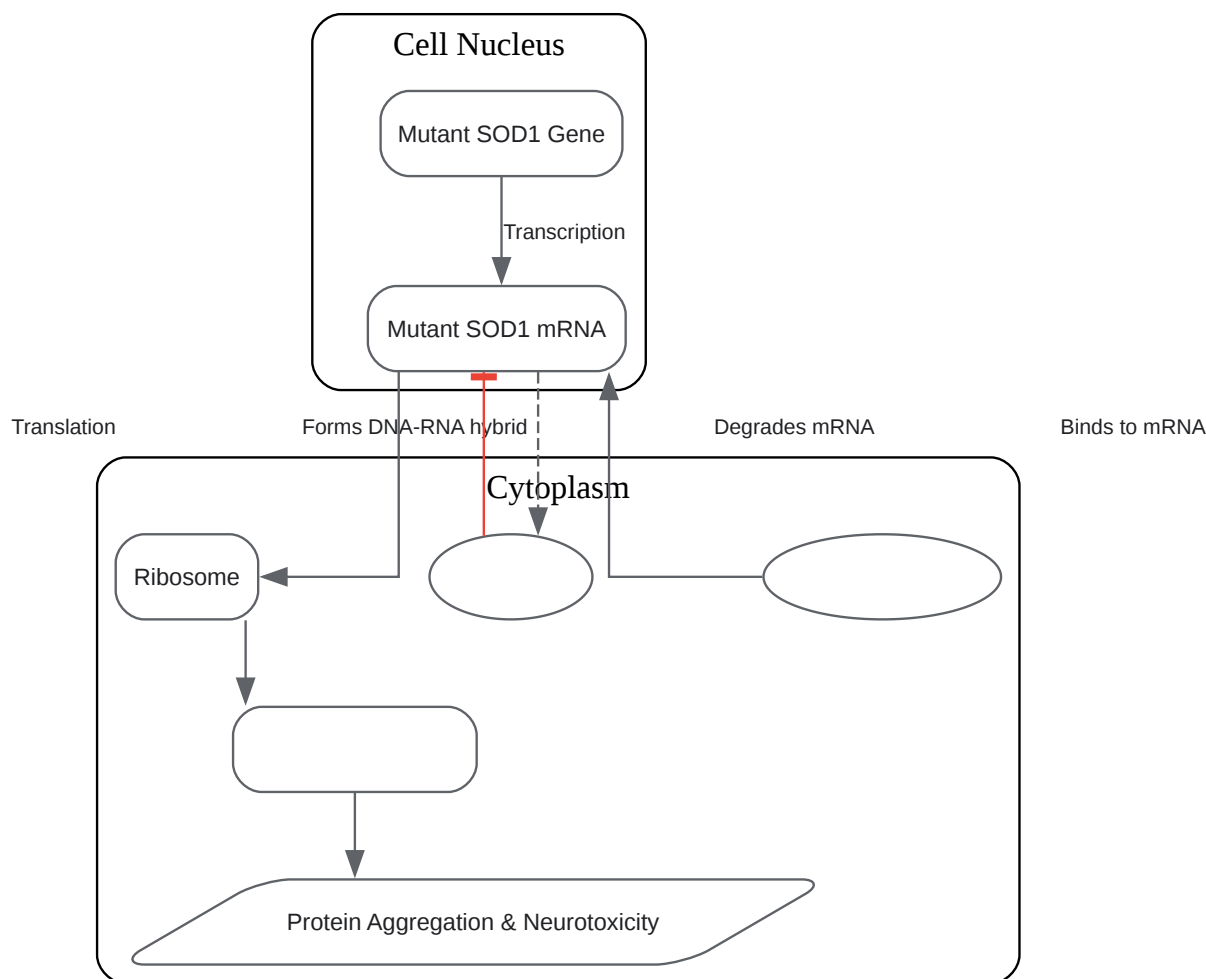 Cell Nucleus
Mutant SOD1 Gene
Transcription
Mutant SOD1 mRNA
Translation
Forms DNA-RNA hybrid
Degrades mRNA
Binds to mRNA
Cytoplasm
Ribosome
Protein Aggregation & Neurotoxicity